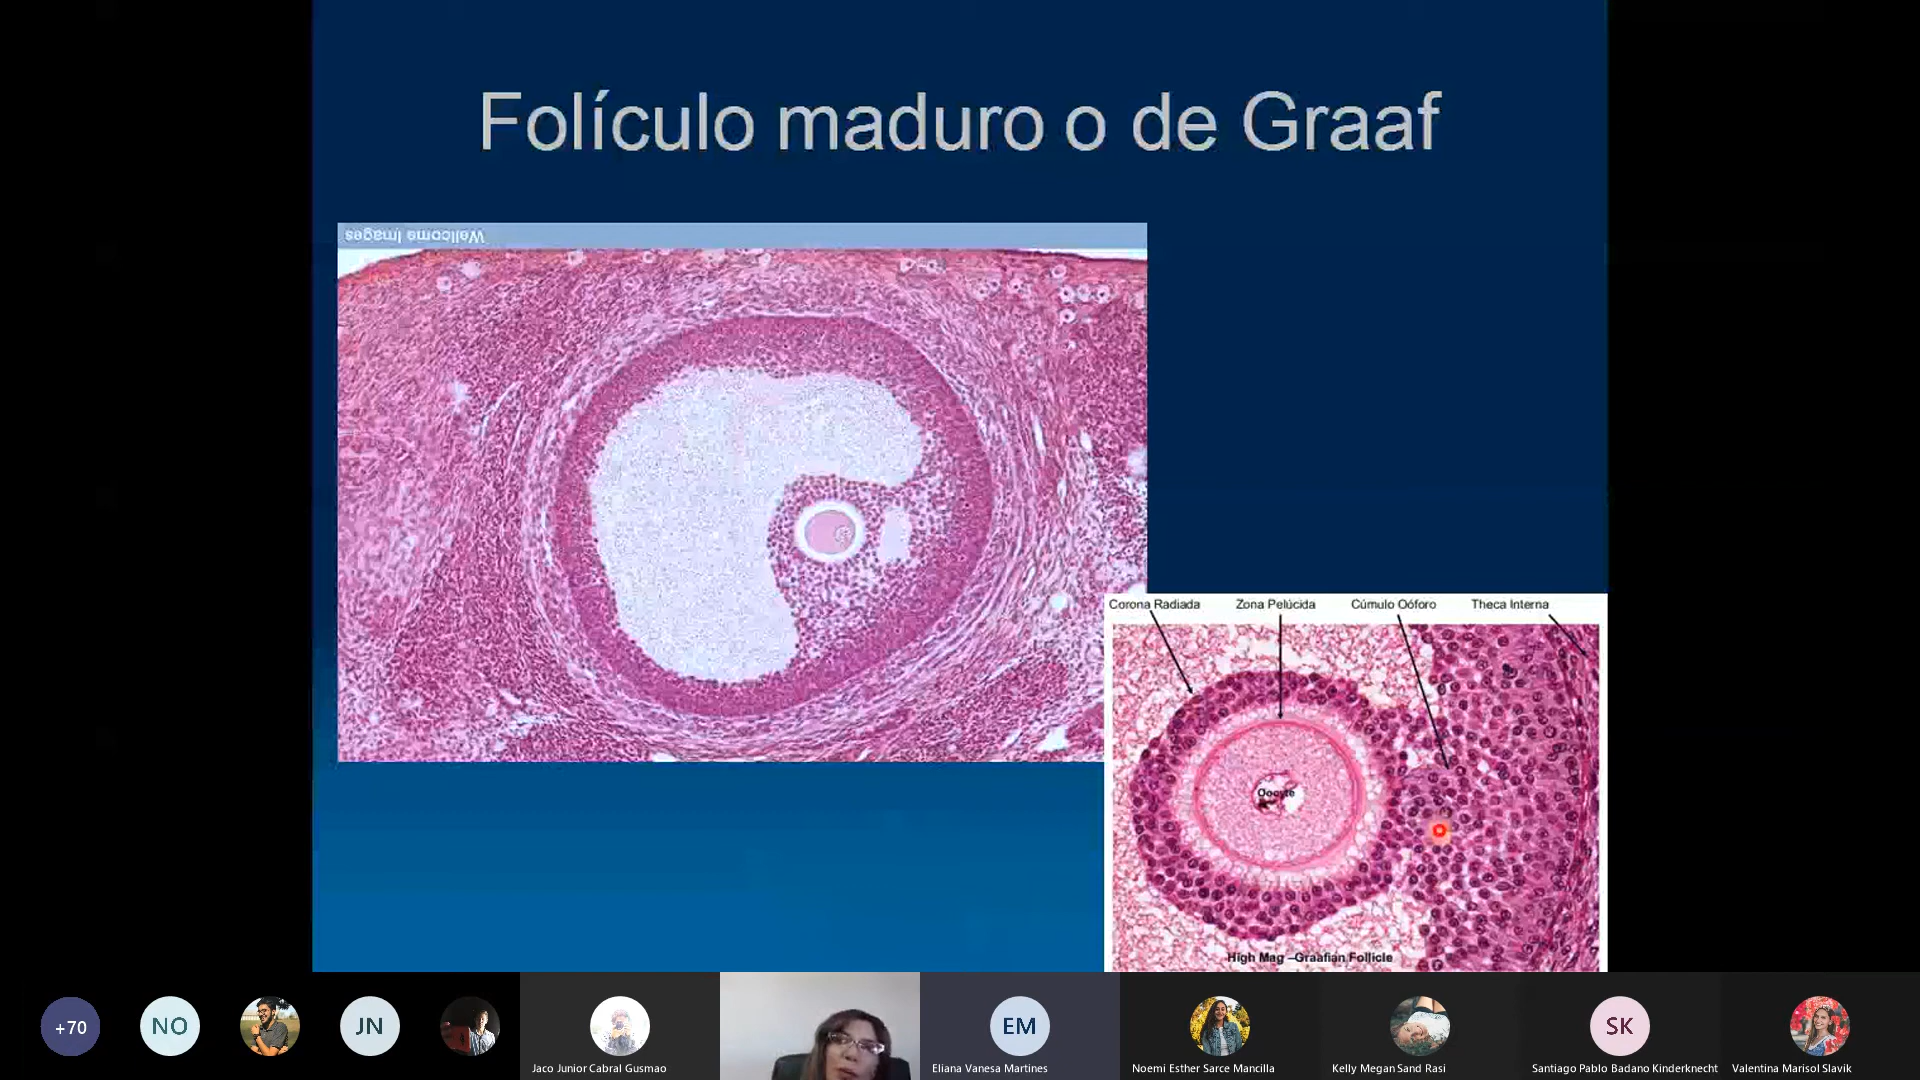 Folículo maduro o de Graaf
Wellcome Images
Corona Radiada Zona Pelúcida Cúmulo Oóforo Theca Interna
Oocyte
High Mag –Graafian Follicle
+70 NO JN EM SK
Jaco Junior Cabral Gusmao Eliana Vanesa Martines Noemi Esther Sarce Mancilla Kelly Megan Sand Rasi Santiago Pablo Badano Kinderknecht Valentina Marisol Slavik